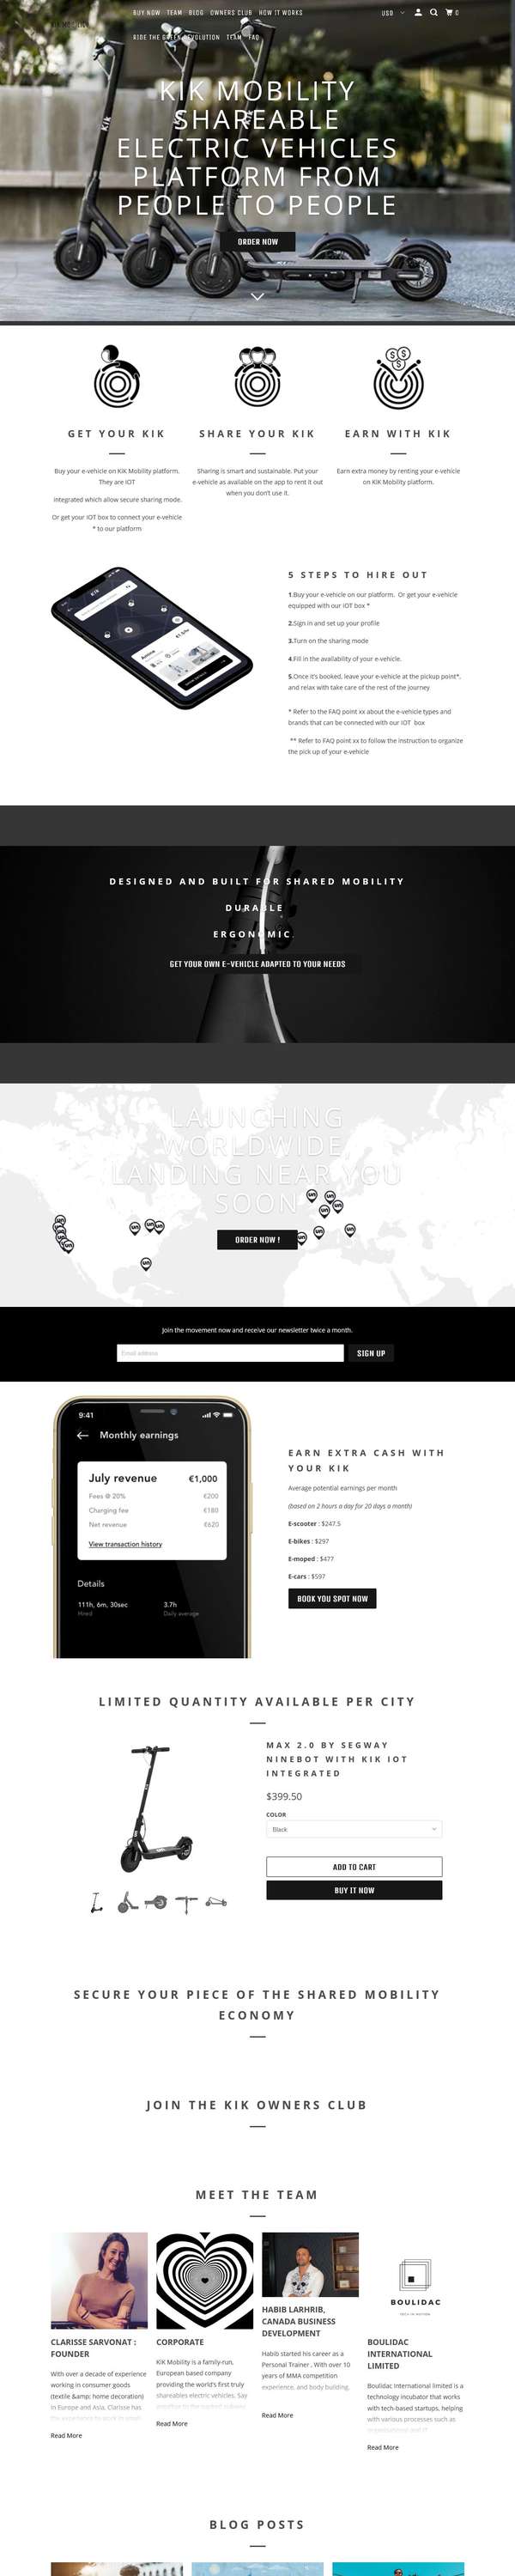 BUY NOW TEAM BLOG OWNERS CLUB HOW IT WORKS
USD
0
RIDE THE GREEN REVOLUTION TEAM FAQ
KIK MOBILITY
SHAREABLE
ELECTRIC VEHICLES
PLATFORM FROM
PEOPLE TO PEOPLE
ORDER NOW
GET YOUR KIK
Buy your e-vehicle on KIK Mobility platform.
They are IOT
integrated which allow secure sharing mode.
Or get your IOT box to connect your e-vehicle
* to our platform
SHARE YOUR KIK
Sharing is smart and sustainable. Put your
e-vehicle as available on the app to rent it out
when you don't use it.
EARN WITH KIK
Earn extra money by renting your e-vehicle
on KIK Mobility platform.
5 STEPS TO HIRE OUT
1.Buy your e-vehicle on our platform. Or get your e-vehicle
equipped with our iOT box *
2.Sign in and set up your profile
3.Turn on the sharing mode
4.Fill in the availability of your e-vehicle.
5.Once it's booked, leave your e-vehicle at the pickup point*,
and relax with take care of the rest of the journey
* Refer to the FAQ point xx about the e-vehicle types and
brands that can be connected with our IOT box
** Refer to FAQ point xx to follow the instruction to organize
the pick up of your e-vehicle
DESIGNED AND BUILT FOR SHARED MOBILITY
DURABLE
ERGONOMIC
GET YOUR OWN E-VEHICLE ADAPTED TO YOUR NEEDS
LAUNCHING
WORLDWIDE
LANDING NEAR YOU
SOON
ORDER NOW !
Join the movement now and receive our newsletter twice a month.
Email address
SIGN UP
9:41
Monthly earnings
July revenue €1,000
Fees @ 20% €200
Charging fee €180
Net revenue €620
View transaction history
Details
111h, 6m, 30sec 3.7h
Hired Daily average
EARN EXTRA CASH WITH
YOUR KIK
Average potential earnings per month
(based on 2 hours a day for 20 days a month)
E-scooter : $247.5
E-bikes : $297
E-moped : $477
E-cars : $597
BOOK YOU SPOT NOW
LIMITED QUANTITY AVAILABLE PER CITY
MAX 2.0 BY SEGWAY
NINEBOT WITH KIK IOT
INTEGRATED
$399.50
COLOR
Black
ADD TO CART
BUY IT NOW
SECURE YOUR PIECE OF THE SHARED MOBILITY
ECONOMY
JOIN THE KIK OWNERS CLUB
MEET THE TEAM
CLARISSE SARVONAT :
FOUNDER
With over a decade of experience
working in consumer goods
(textile &amp; home decoration)
in Europe and Asia, Clarisse has
Read More
CORPORATE
KiK Mobility is a family-run,
European based company
providing the world's first truly
shareables electric vehicles. Say
Read More
HABIB LARHRIB,
CANADA BUSINESS
DEVELOPMENT
Habib started his career as a
Personal Trainer . With over 10
years of MMA competition
experience, and body building.
Read More
BOULIDAC
BOULIDAC
INTERNATIONAL
LIMITED
Boulidac International limited is a
technology incubator that works
with tech-based startups, helping
with various processes such as
Read More
BLOG POSTS